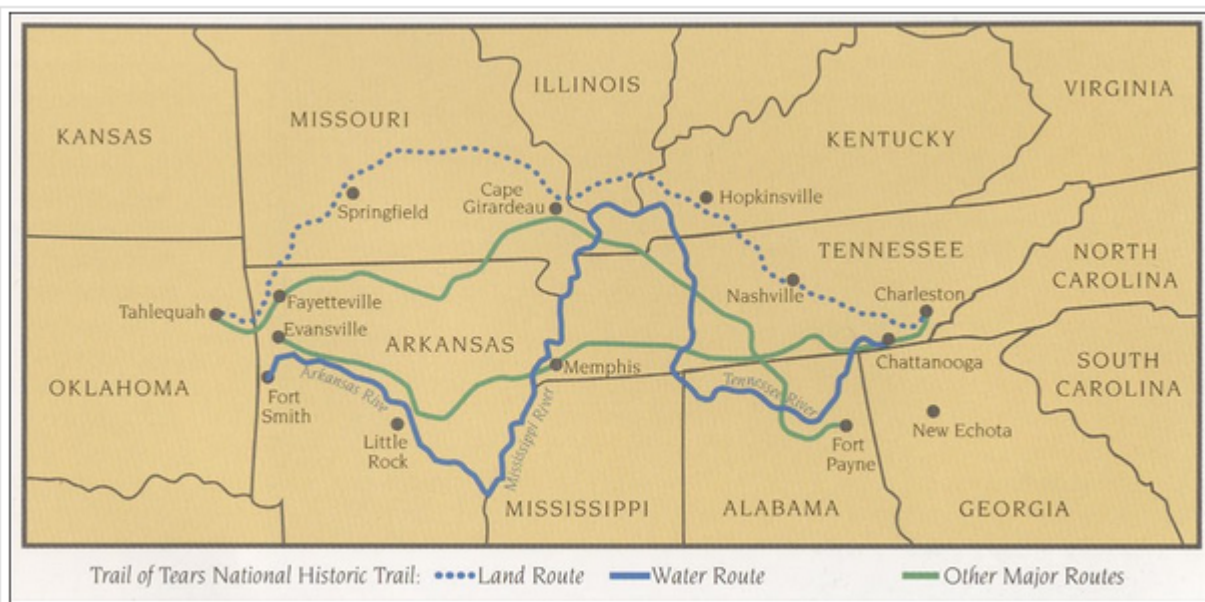 ILLINOIS
VIRGINIA
MISSOURI
KANSAS
KENTUCKY
Cape
Girardeau
Hopkinsville
Springfield
TENNESSEE
NORTH
CAROLINA
Nashville
Charleston
Tahlequah
Fayetteville
Evansville
ARKANSAS
Chattanooga
Memphis
SOUTH
CAROLINA
OKLAHOMA
Arkansas Rive
Tennessee River
Fort
Smith
Mississippi River
New Echota
Little
Rock
Fort
Payne
MISSISSIPPI
ALABAMA
GEORGIA
Trail of Tears National Historic Trail: Land Route Water Route Other Major Routes